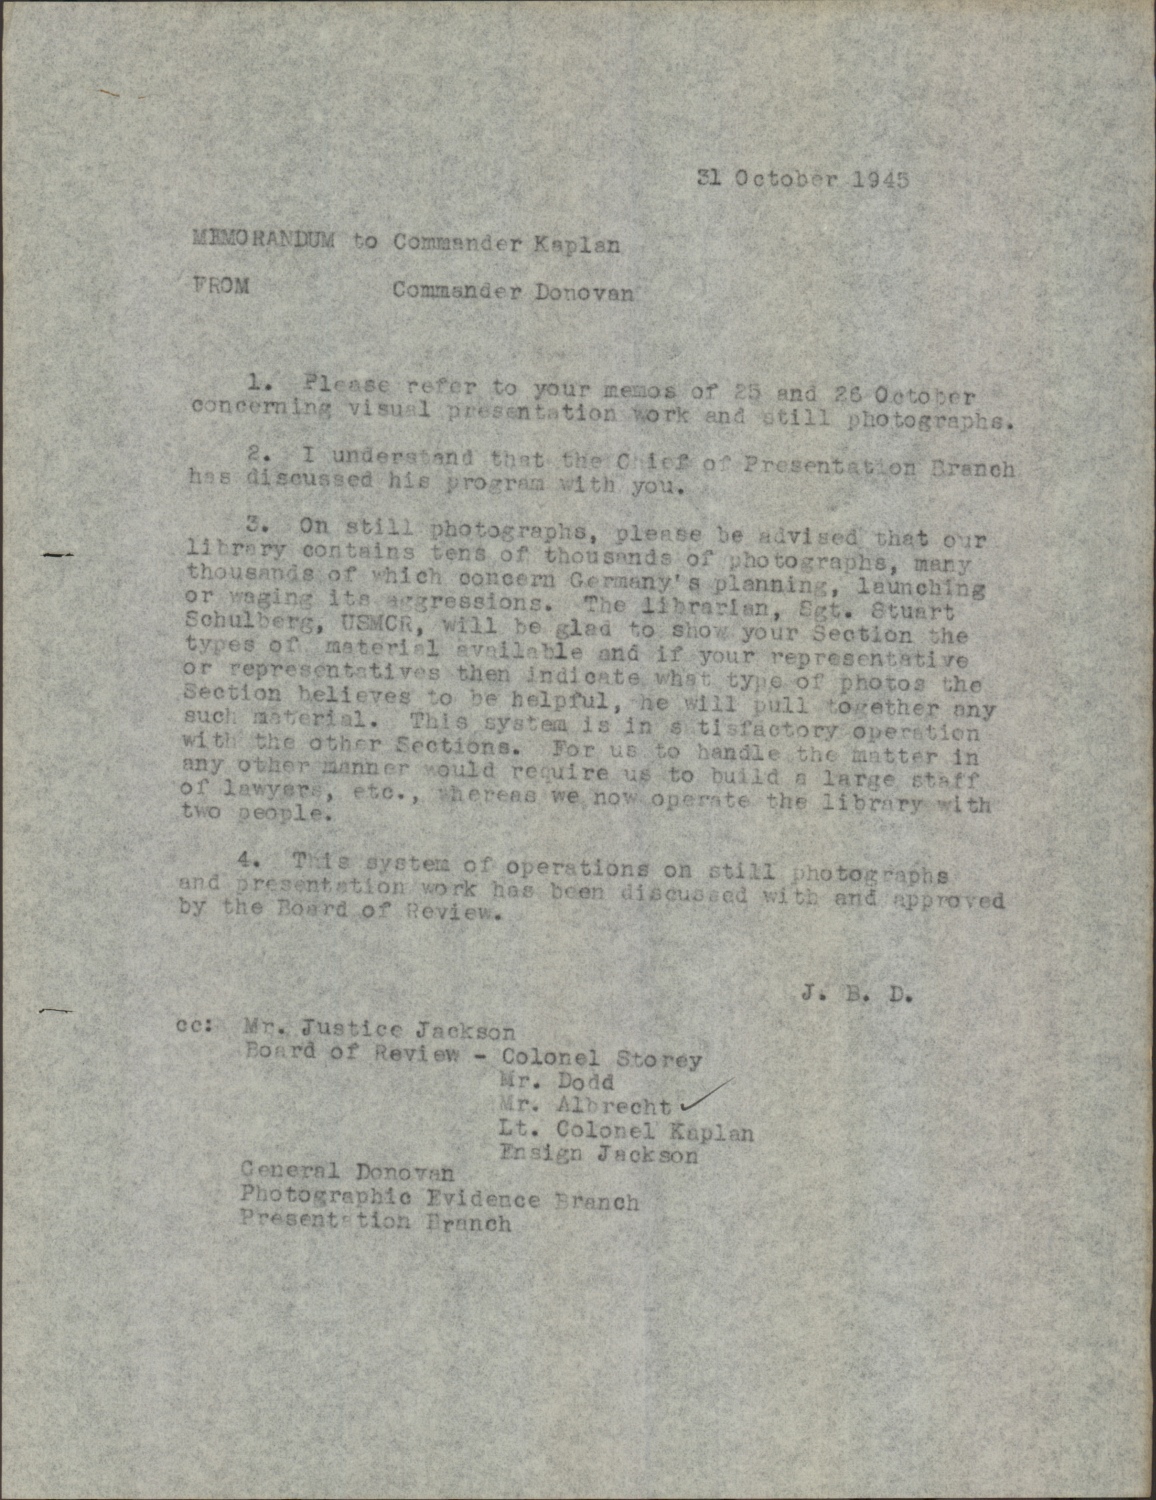 31 October 1945
MEMORANDUM to Commander Kaplan
FROM Commander Donovan
1. Please refer to your memos of 25 and 26 October
concerning visual presentation work and still photographs.
2. I understand that the Chief of Presentation Branch
has discussed his program with you.
3. On still photographs, please be advised that our
library contains tens of thousands of photographs, many
thousands of which concern Germany's planning, launching
or waging its aggressions. The librarian, Sgt. Stuart
Schulberg, USMCR, will be glad to show your Section the
types of material available and if your representative
or representatives then indicate what type of photos the
Section believes to be helpful, he will pull together any
such material. This system is in satisfactory operation
with the other Sections. For us to handle the matter in
any other manner would require us to build a large staff
of lawyers, etc., whereas we now operate the library with
two people.
4. This system of operations on still photographs
and presentation work has been discussed with and approved
by the Board of Review.
J. B. D.
cc: Mr. Justice Jackson
Board of Review - Colonel Storey
Mr. Dodd
Mr. Albrecht ✓
Lt. Colonel Kaplan
Ensign Jackson
General Donovan
Photographic Evidence Branch
Presentation Branch